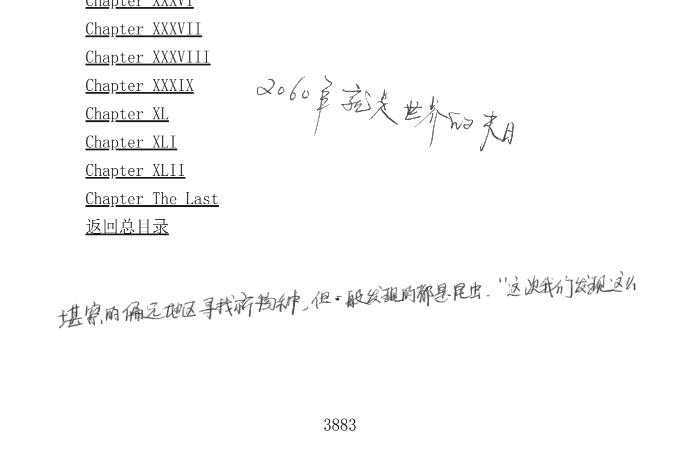 Chapter XXXVI
Chapter XXXVII
Chapter XXXVIII
Chapter XXXIX
2060年就是世界的末日
Chapter XL
Chapter XLI
Chapter XLII
Chapter The Last
返回总目录
堪察的偏远地区寻找新物种，但一般发现的都是昆虫．“这次我们发现这么
3883